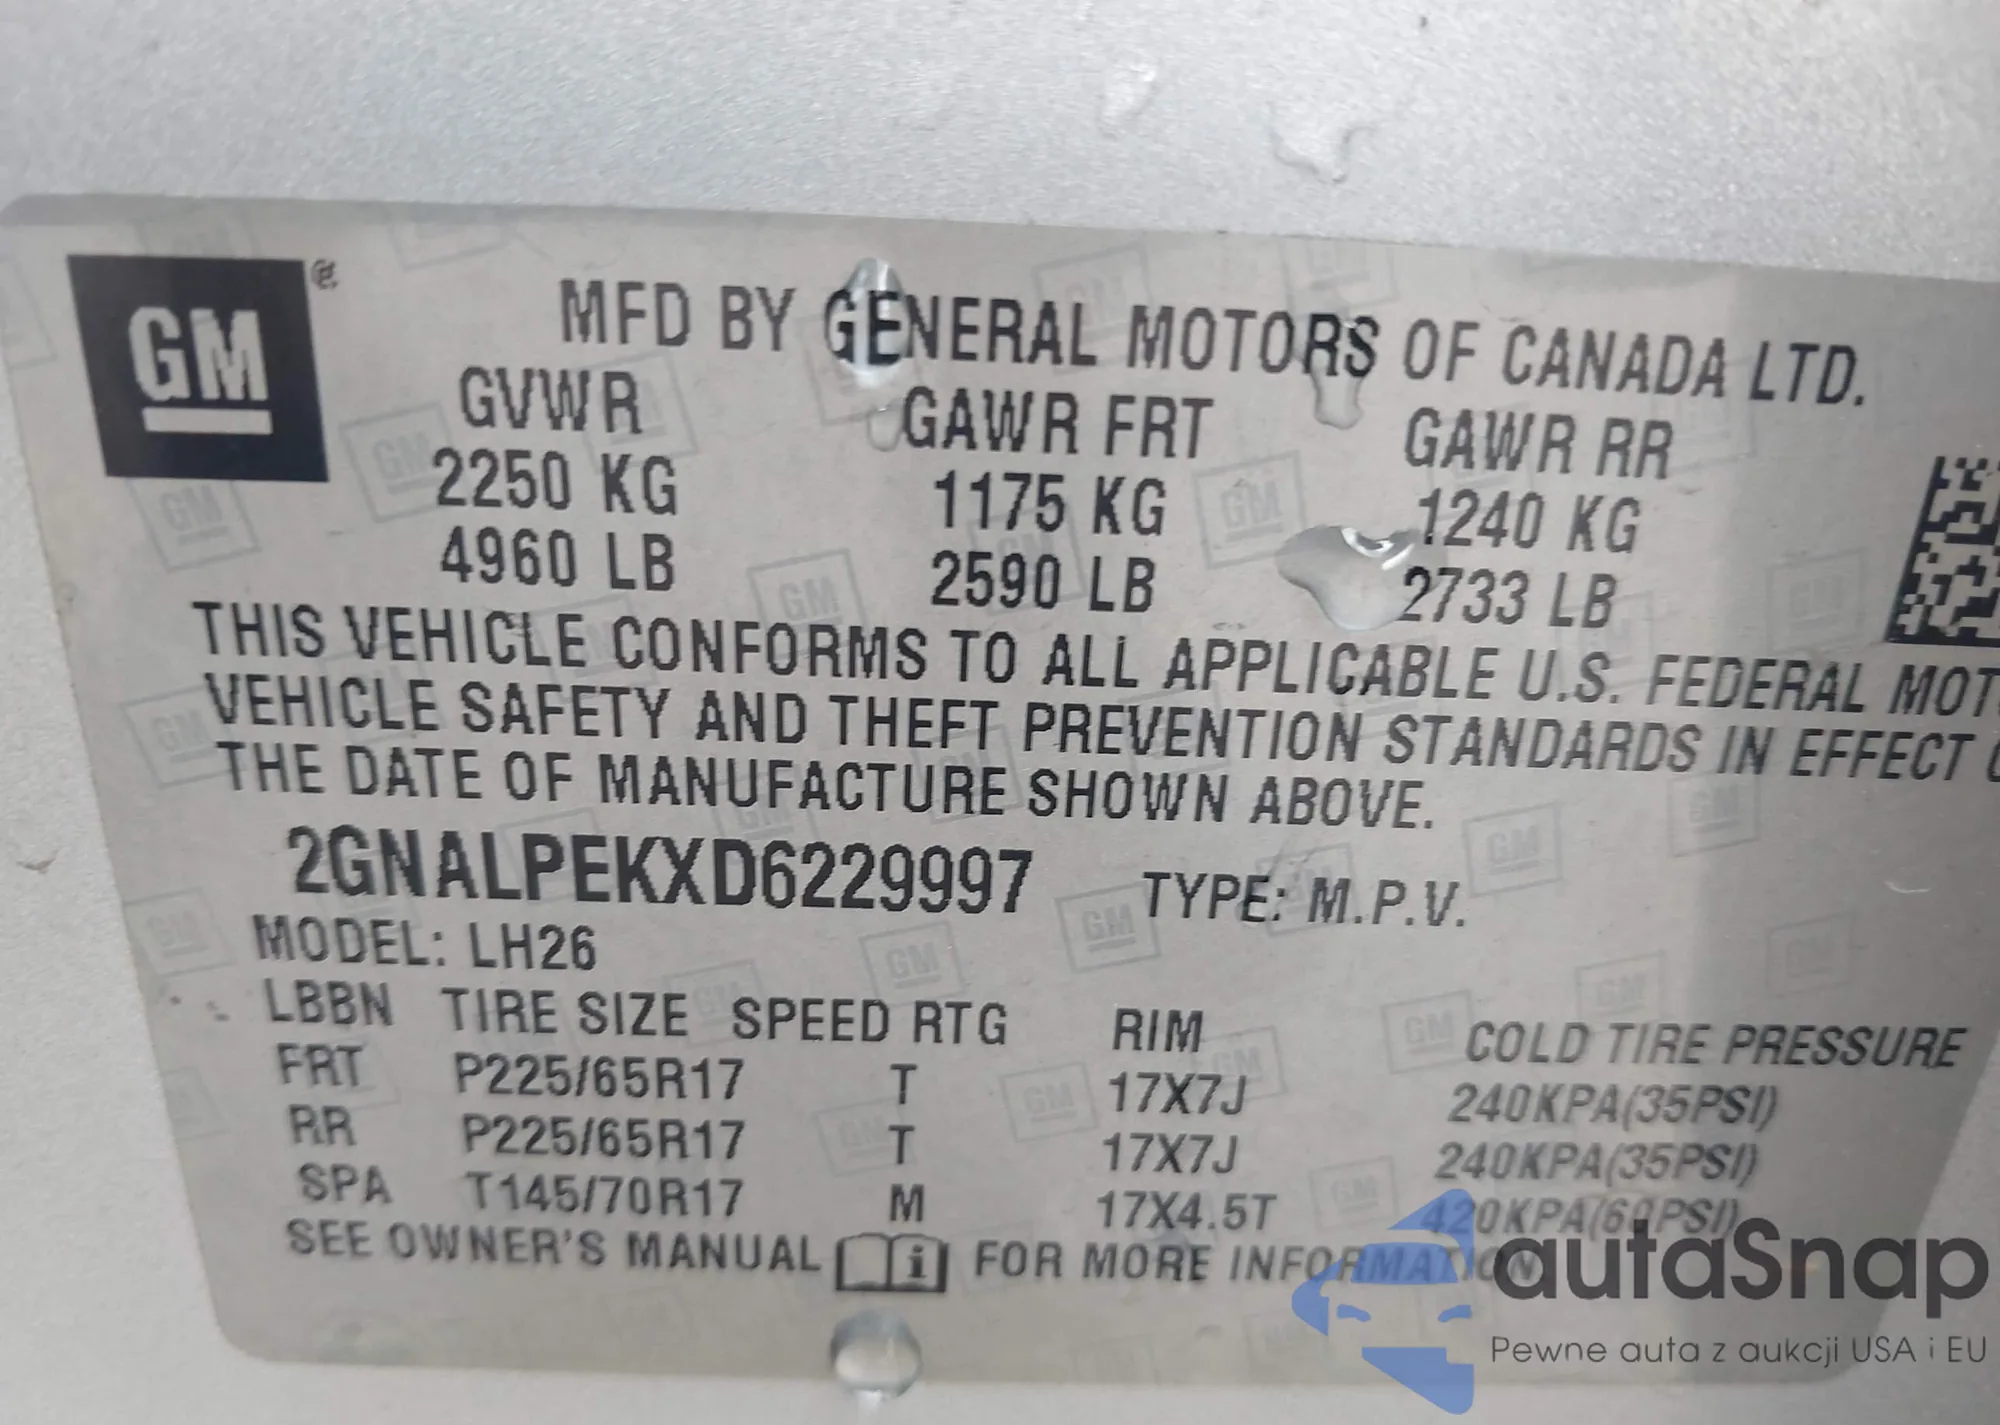 GM ®
MFD BY GENERAL MOTORS OF CANADA LTD.
GVWR GAWR FRT GAWR RR
2250 KG 1175 KG 1240 KG
4960 LB 2590 LB 2733 LB
THIS VEHICLE CONFORMS TO ALL APPLICABLE U.S. FEDERAL MOT
VEHICLE SAFETY AND THEFT PREVENTION STANDARDS IN EFFECT
THE DATE OF MANUFACTURE SHOWN ABOVE.
2GNALPEKXD6229997 TYPE: M.P.V.
MODEL: LH26
LBBN TIRE SIZE SPEED RTG RIM COLD TIRE PRESSURE
FRT P225/65R17 T 17X7J 240KPA(35PSI)
RR P225/65R17 T 17X7J 240KPA(35PSI)
SPA T145/70R17 M 17X4.5T 420KPA(60PSI)
SEE OWNER'S MANUAL i FOR MORE INFORMATION
autaSnap
Pewne auta z aukcji USA i EU